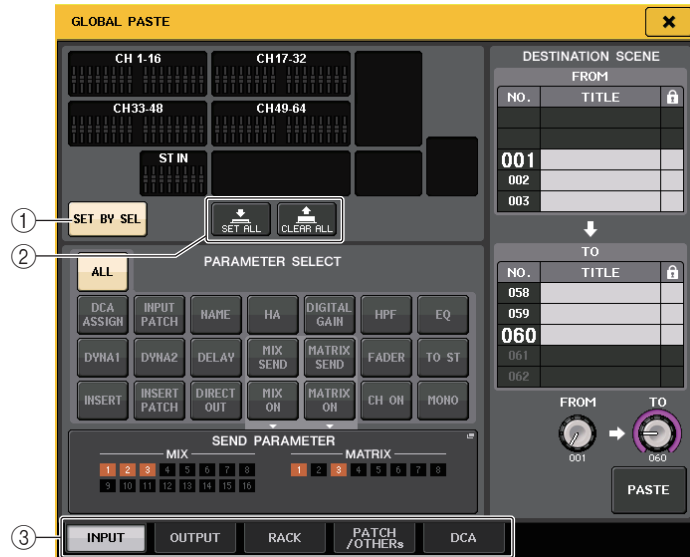 GLOBAL PASTE
CH 1-16
CH17-32
CH33-48
CH49-64
ST IN
① SET BY SEL
② SET ALL
CLEAR ALL
ALL
PARAMETER SELECT
DCA ASSIGN
INPUT PATCH
NAME
HA
DIGITAL GAIN
HPF
EQ
DYNA1
DYNA2
DELAY
MIX SEND
MATRIX SEND
FADER
TO ST
INSERT
INSERT PATCH
DIRECT OUT
MIX ON
MATRIX ON
CH ON
MONO
SEND PARAMETER
MIX
MATRIX
1 2 3 4 5 6 7 8
1 2 3 4 5 6 7 8
9 10 11 12 13 14 15 16
③ INPUT
OUTPUT
RACK
PATCH /OTHERs
DCA
DESTINATION SCENE
FROM
NO. TITLE
001
002
003
TO
NO. TITLE
058
059
060
061
062
FROM
TO
001
060
PASTE